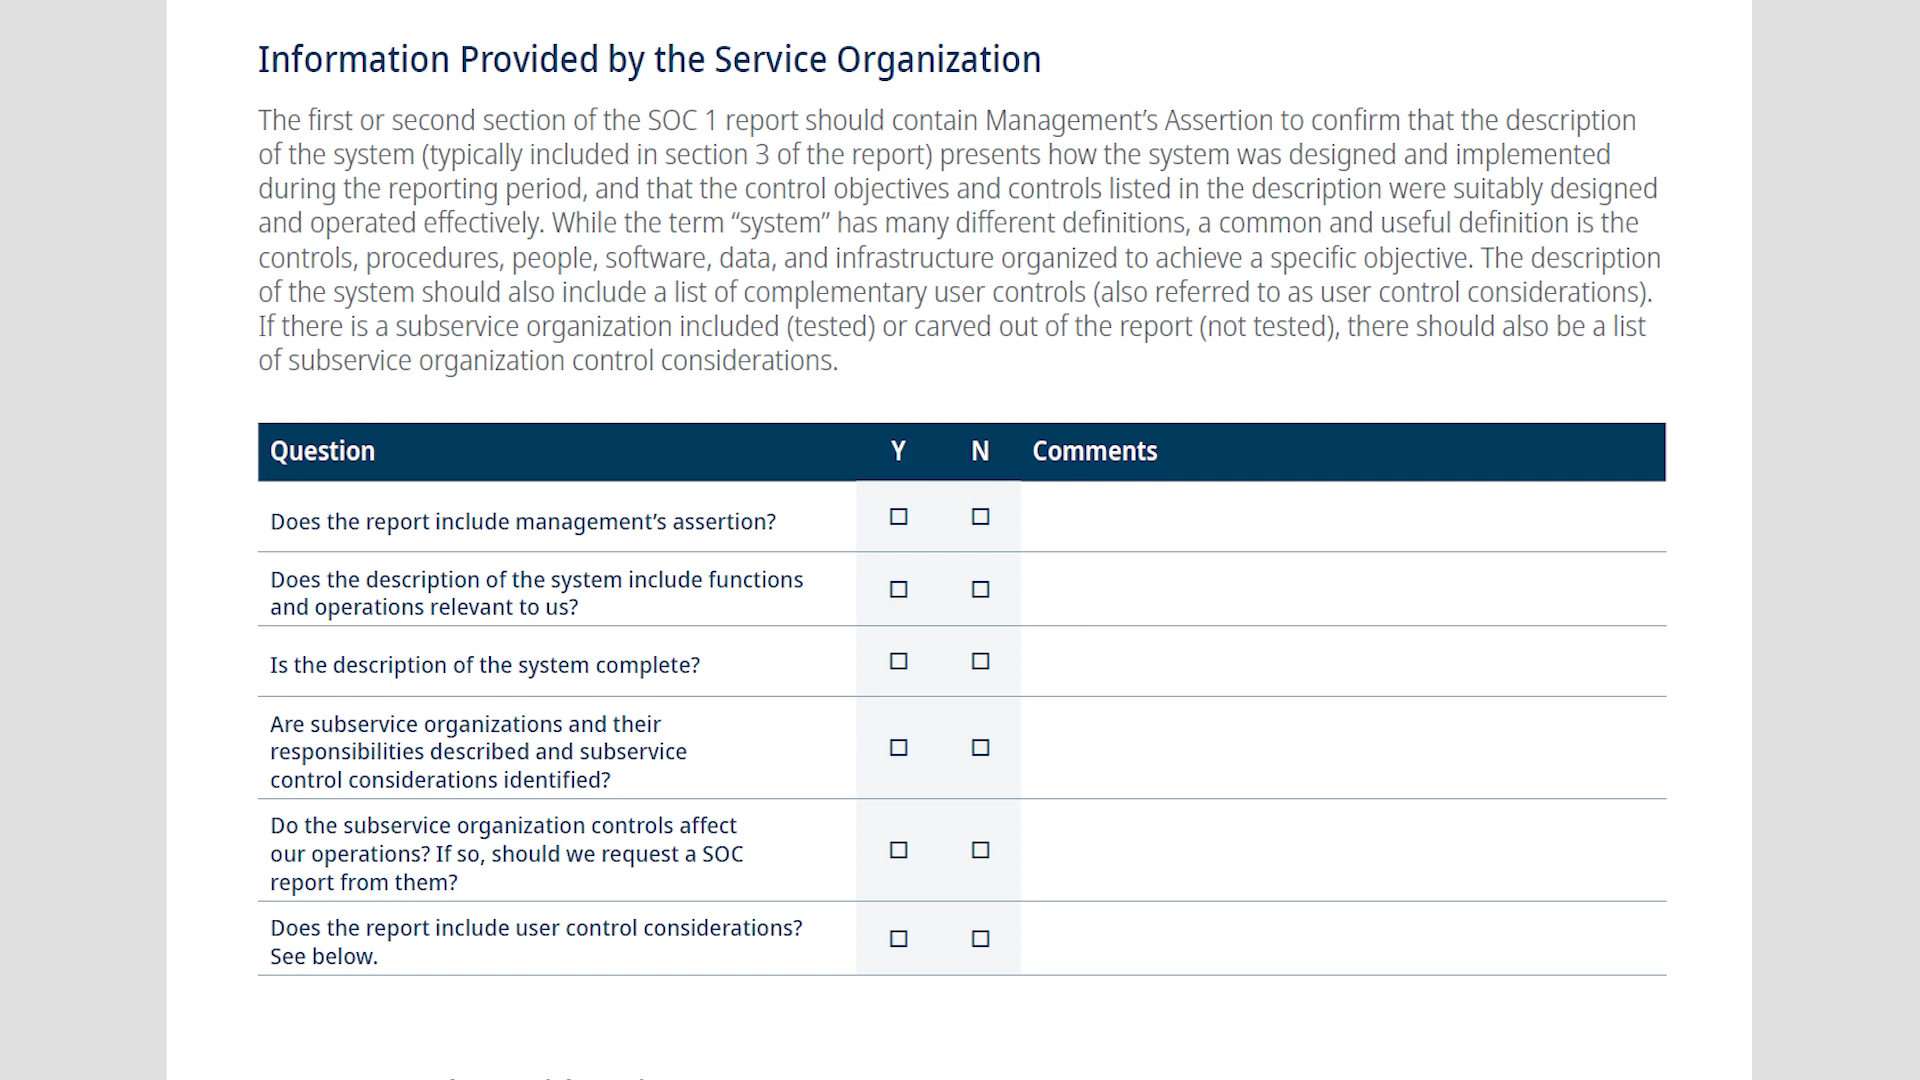 Information Provided by the Service Organization
The first or second section of the SOC 1 report should contain Management’s Assertion to confirm that the description
of the system (typically included in section 3 of the report) presents how the system was designed and implemented
during the reporting period, and that the control objectives and controls listed in the description were suitably designed
and operated effectively. While the term “system” has many different definitions, a common and useful definition is the
controls, procedures, people, software, data, and infrastructure organized to achieve a specific objective. The description
of the system should also include a list of complementary user controls (also referred to as user control considerations).
If there is a subservice organization included (tested) or carved out of the report (not tested), there should also be a list
of subservice organization control considerations.
Question Y N Comments
Does the report include management’s assertion?
Does the description of the system include functions
and operations relevant to us?
Is the description of the system complete?
Are subservice organizations and their
responsibilities described and subservice
control considerations identified?
Do the subservice organization controls affect
our operations? If so, should we request a SOC
report from them?
Does the report include user control considerations?
See below.